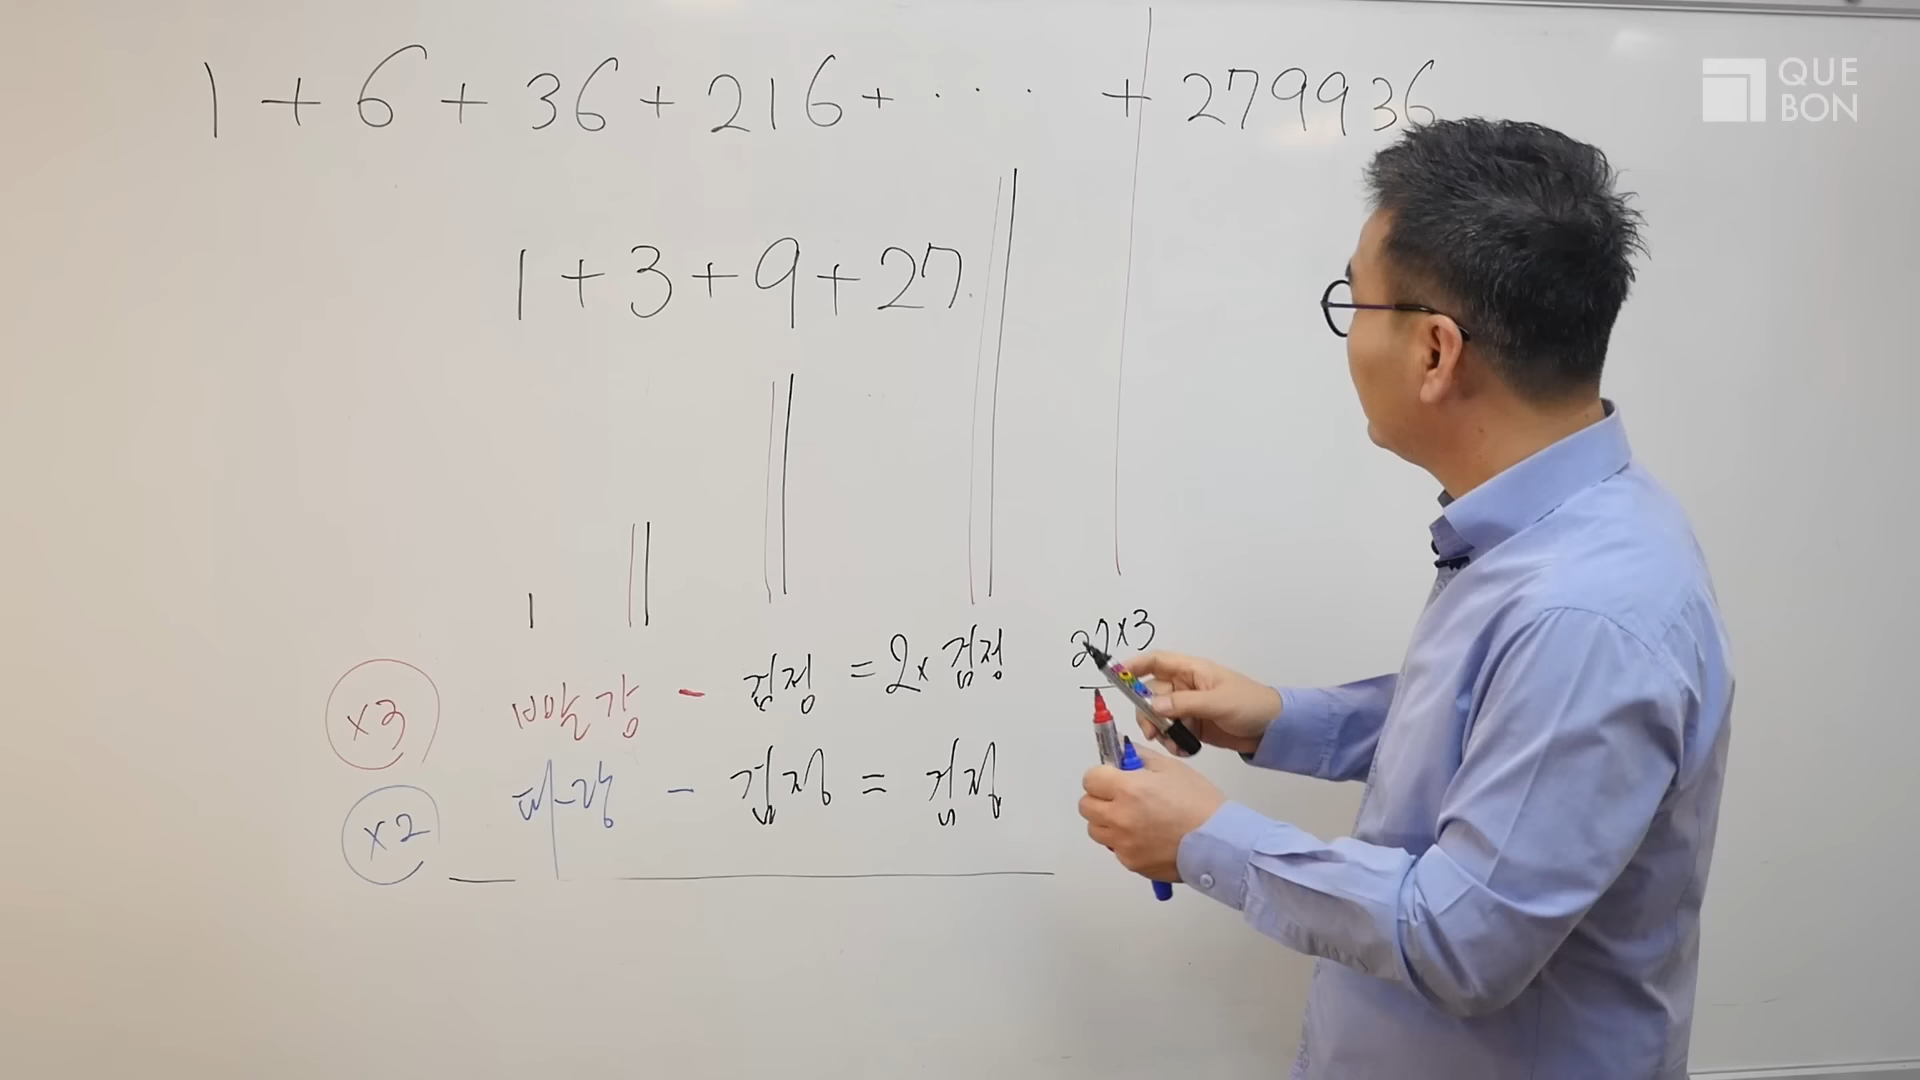 1 + 6 + 36 + 216 + · · · + 279936
QUE
BON
1 + 3 + 9 + 27
27×3
×3 빨강 - 검정 = 2× 검정
×2 파랑 - 검정 = 검정